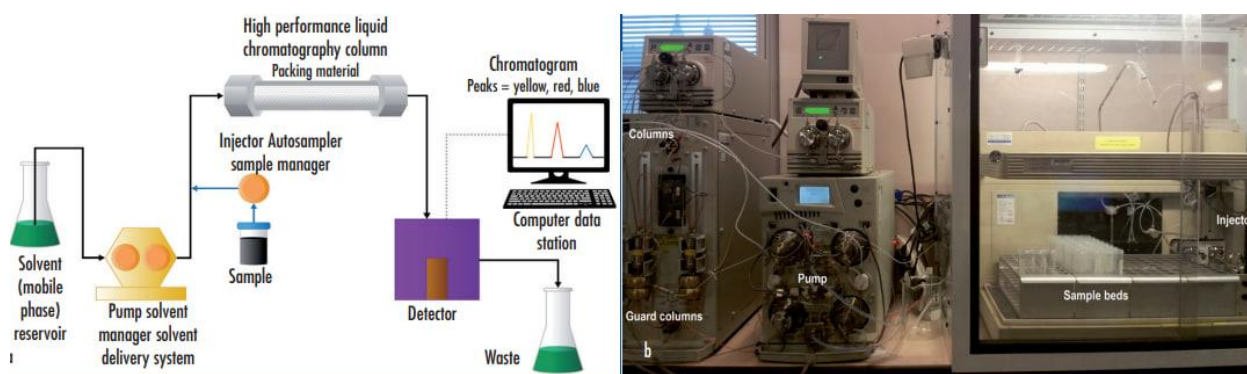 High performance liquid
chromatography column
Packing material
Chromatogram
Peaks = yellow, red, blue
Injector Autosampler
sample manager
Sample
Solvent
(mobile
phase)
reservoir
Pump solvent
manager solvent
delivery system
Detector
Computer data
station
Waste
Columns
Guard columns
Pump
Sample beds
b